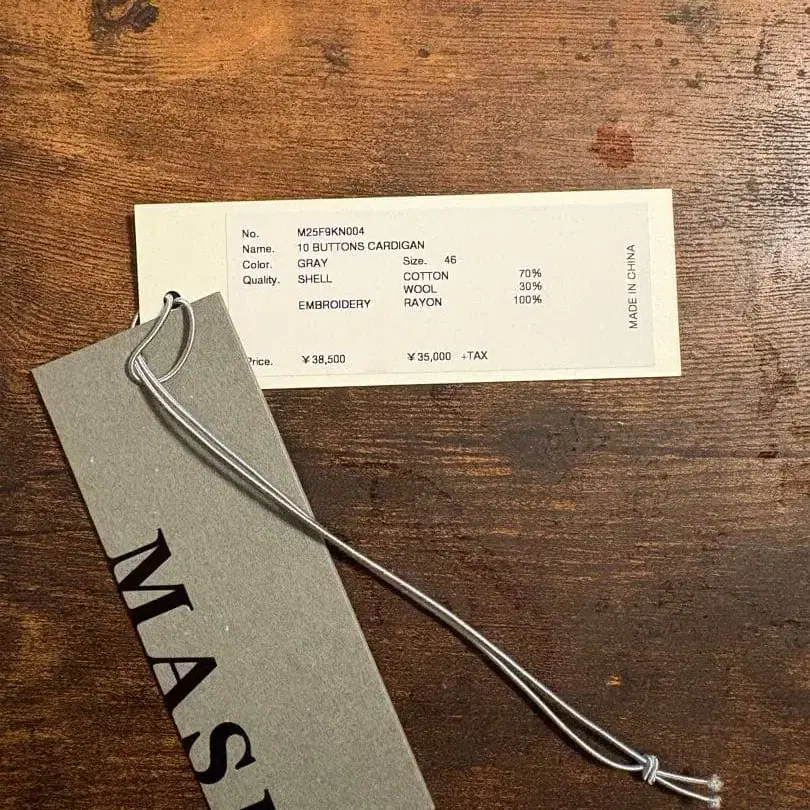 No. M25F9KN004
Name. 10 BUTTONS CARDIGAN
Color. GRAY Size. 46
Quality. SHELL COTTON 70%
WOOL 30%
EMBROIDERY RAYON 100%
Price. ¥38,500 ¥35,000 +TAX
MADE IN CHINA
MAS